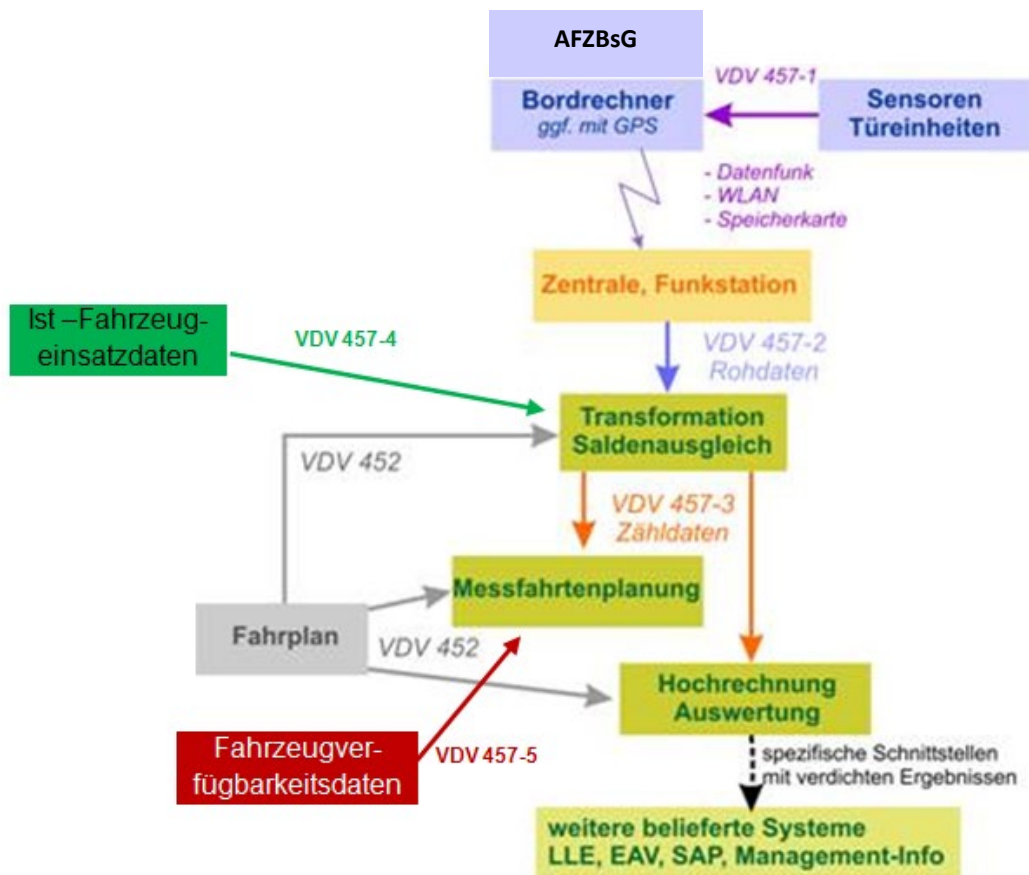 AFZBsG
Bordrechner
ggf. mit GPS
VDV 457-1
Sensoren
Türeinheiten
- Datenfunk
- WLAN
- Speicherkarte
Zentrale, Funkstation
Ist –Fahrzeug-
einsatzdaten
VDV 457-4
VDV 457-2
Rohdaten
Transformation
Saldenausgleich
VDV 452
VDV 457-3
Zähldaten
Messfahrtenplanung
Fahrplan
VDV 452
Hochrechnung
Auswertung
Fahrzeugver-
fügbarkeitsdaten
VDV 457-5
spezifische Schnittstellen
mit verdichten Ergebnissen
weitere belieferte Systeme
LLE, EAV, SAP, Management-Info